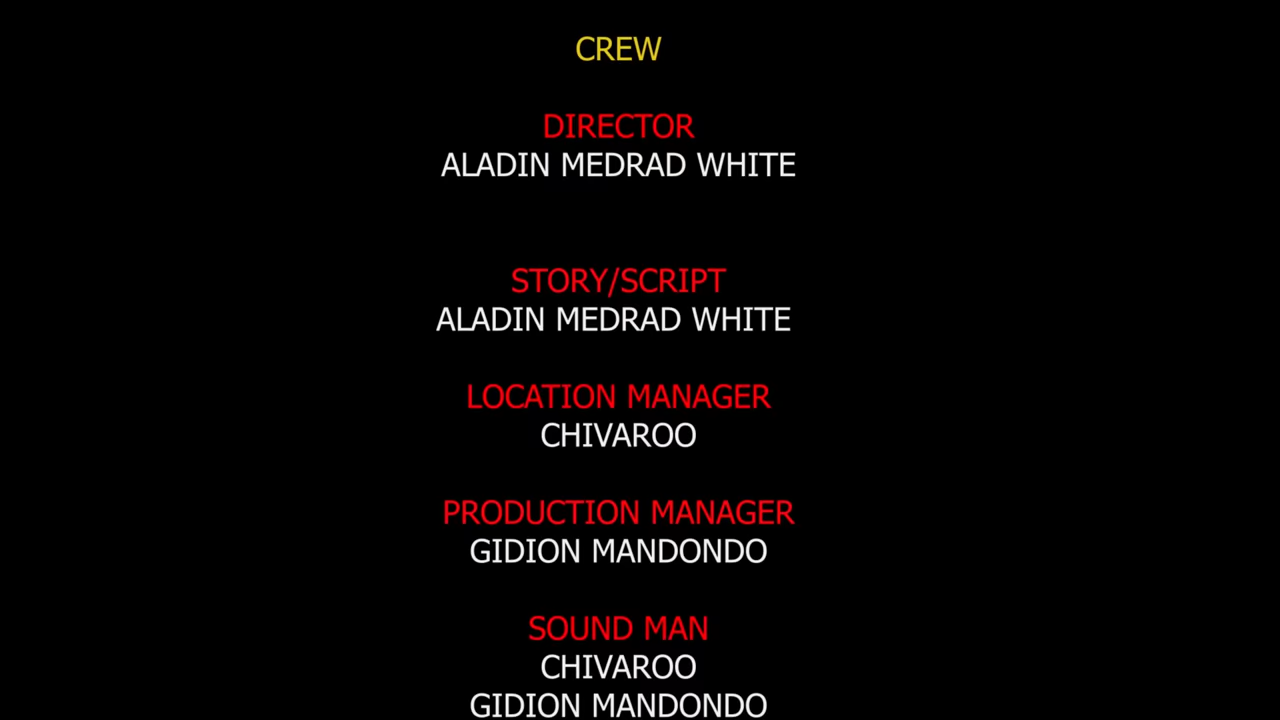 CREW
DIRECTOR
ALADIN MEDRAD WHITE
STORY/SCRIPT
ALADIN MEDRAD WHITE
LOCATION MANAGER
CHIVAROO
PRODUCTION MANAGER
GIDION MANDONDO
SOUND MAN
CHIVAROO
GIDION MANDONDO